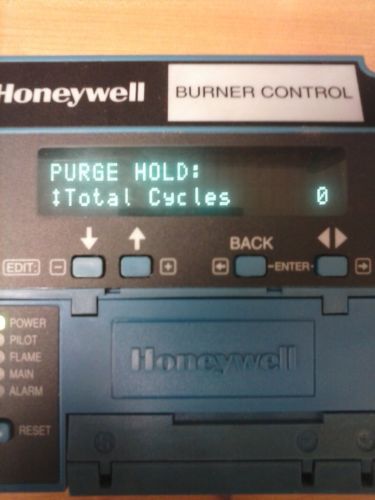 Honeywell
BURNER CONTROL
PURGE HOLD:
↕Total Cycles 0
BACK
EDIT: - + ENTER
Honeywell
POWER
PILOT
FLAME
MAIN
ALARM
RESET